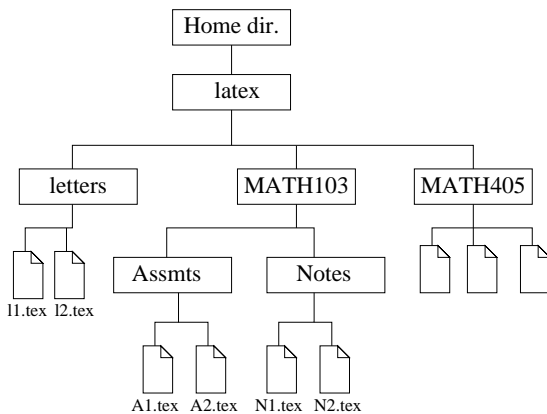 Home dir.
latex
letters
MATH103
MATH405
Assmts
Notes
l1.tex
l2.tex
A1.tex
A2.tex
N1.tex
N2.tex